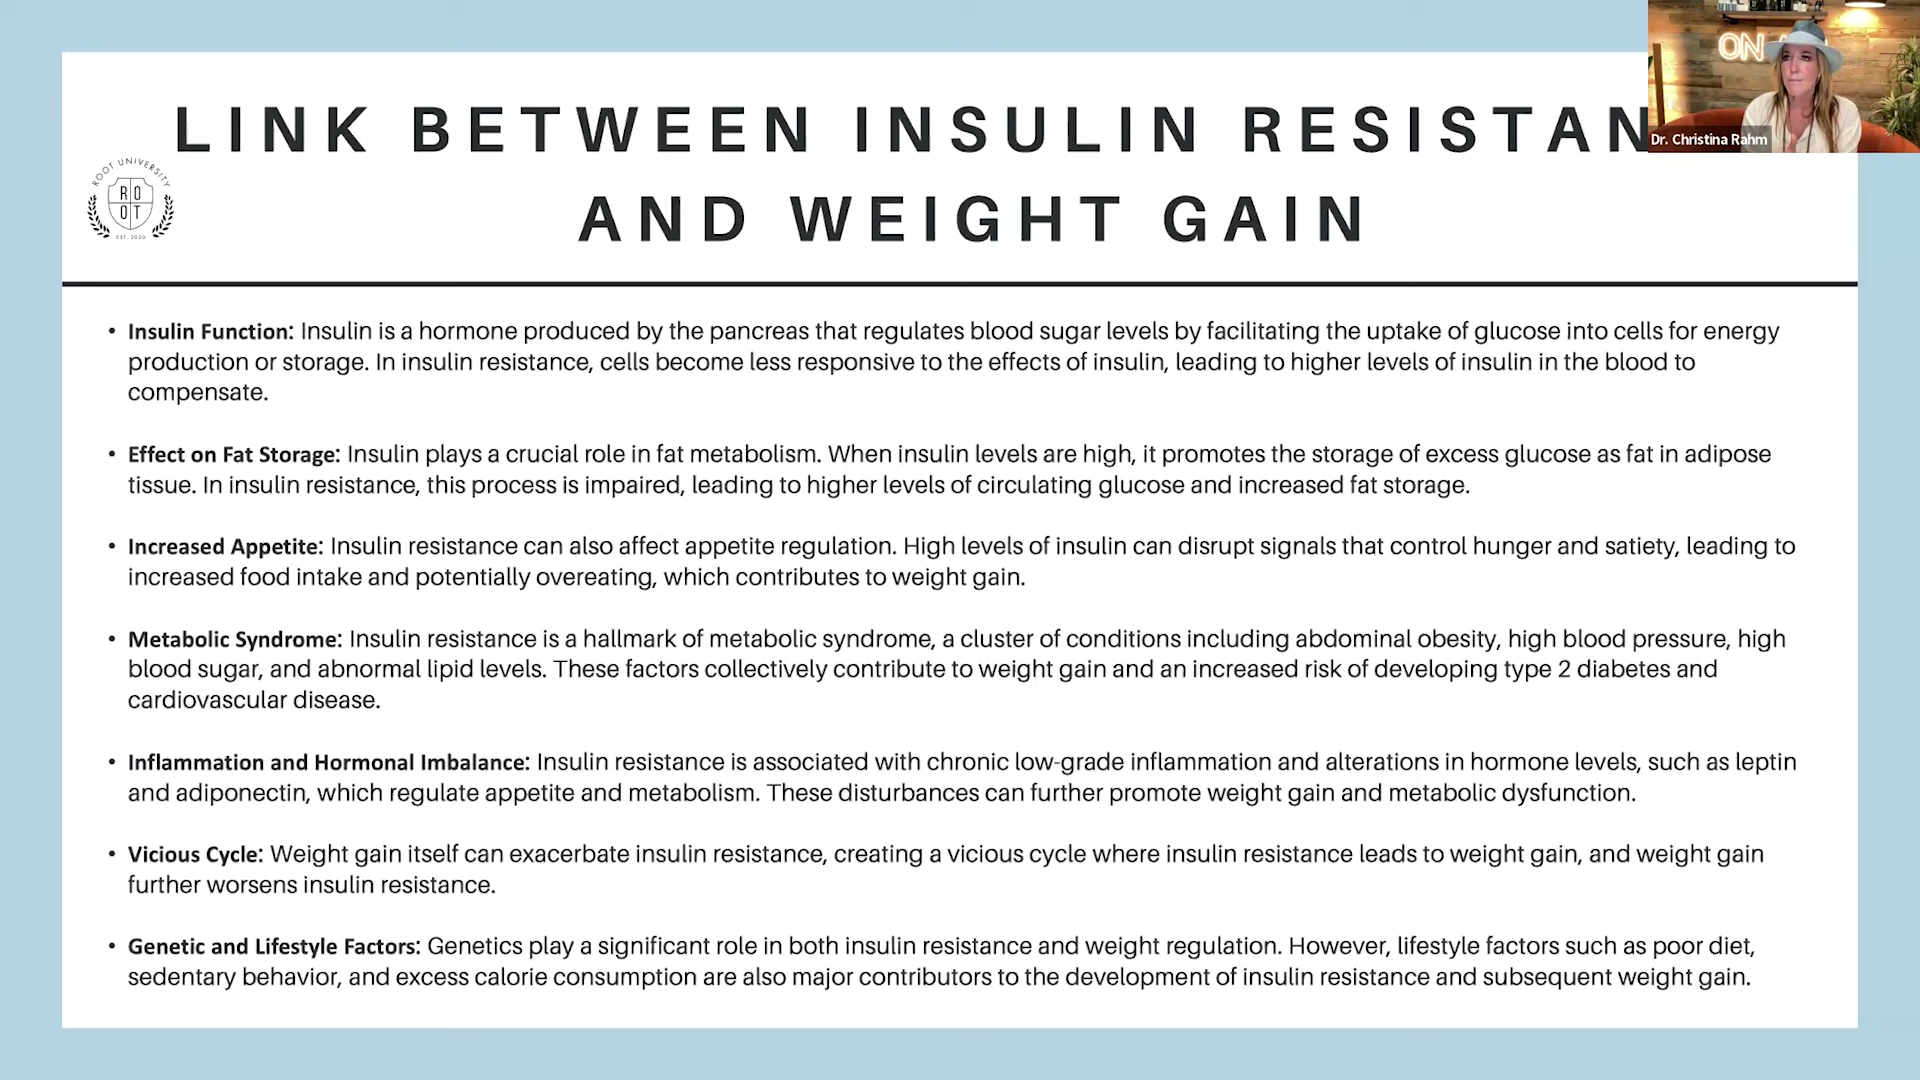 ON
Dr. Christina Rahm
LINK BETWEEN INSULIN RESISTAN
AND WEIGHT GAIN
ROOT UNIVERSITY
RO
OT
EST. 2020
• Insulin Function: Insulin is a hormone produced by the pancreas that regulates blood sugar levels by facilitating the uptake of glucose into cells for energy
production or storage. In insulin resistance, cells become less responsive to the effects of insulin, leading to higher levels of insulin in the blood to
compensate.
• Effect on Fat Storage: Insulin plays a crucial role in fat metabolism. When insulin levels are high, it promotes the storage of excess glucose as fat in adipose
tissue. In insulin resistance, this process is impaired, leading to higher levels of circulating glucose and increased fat storage.
• Increased Appetite: Insulin resistance can also affect appetite regulation. High levels of insulin can disrupt signals that control hunger and satiety, leading to
increased food intake and potentially overeating, which contributes to weight gain.
• Metabolic Syndrome: Insulin resistance is a hallmark of metabolic syndrome, a cluster of conditions including abdominal obesity, high blood pressure, high
blood sugar, and abnormal lipid levels. These factors collectively contribute to weight gain and an increased risk of developing type 2 diabetes and
cardiovascular disease.
• Inflammation and Hormonal Imbalance: Insulin resistance is associated with chronic low-grade inflammation and alterations in hormone levels, such as leptin
and adiponectin, which regulate appetite and metabolism. These disturbances can further promote weight gain and metabolic dysfunction.
• Vicious Cycle: Weight gain itself can exacerbate insulin resistance, creating a vicious cycle where insulin resistance leads to weight gain, and weight gain
further worsens insulin resistance.
• Genetic and Lifestyle Factors: Genetics play a significant role in both insulin resistance and weight regulation. However, lifestyle factors such as poor diet,
sedentary behavior, and excess calorie consumption are also major contributors to the development of insulin resistance and subsequent weight gain.